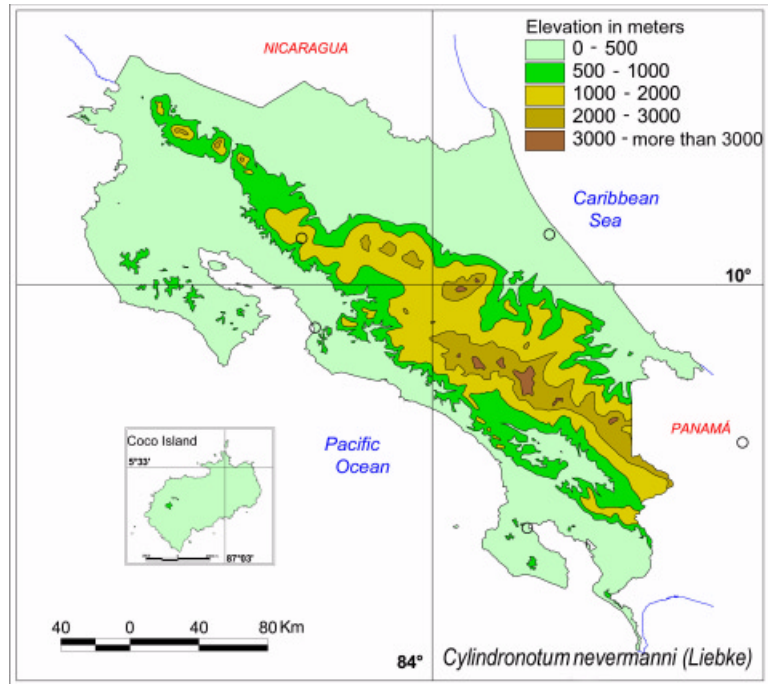 Elevation in meters
0 - 500
500 - 1000
1000 - 2000
2000 - 3000
3000 - more than 3000
NICARAGUA
Caribbean
Sea
10°
PANAMÁ
Pacific
Ocean
Coco Island
5°33'
87°03'
40 0 40 80 Km
84°
Cylindronotum nevermanni (Liebke)